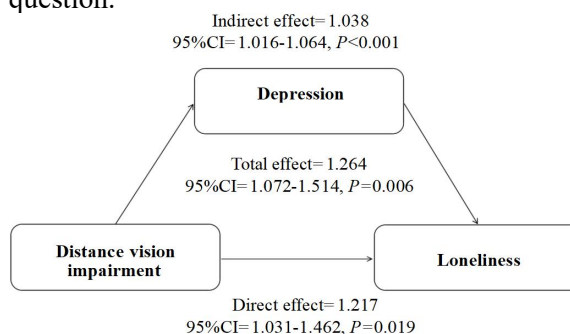 question.
Indirect effect=1.038
95%CI=1.016-1.064, P<0.001
Depression
Total effect=1.264
95%CI=1.072-1.514, P=0.006
Distance vision
impairment
Loneliness
Direct effect=1.217
95%CI=1.031-1.462, P=0.019